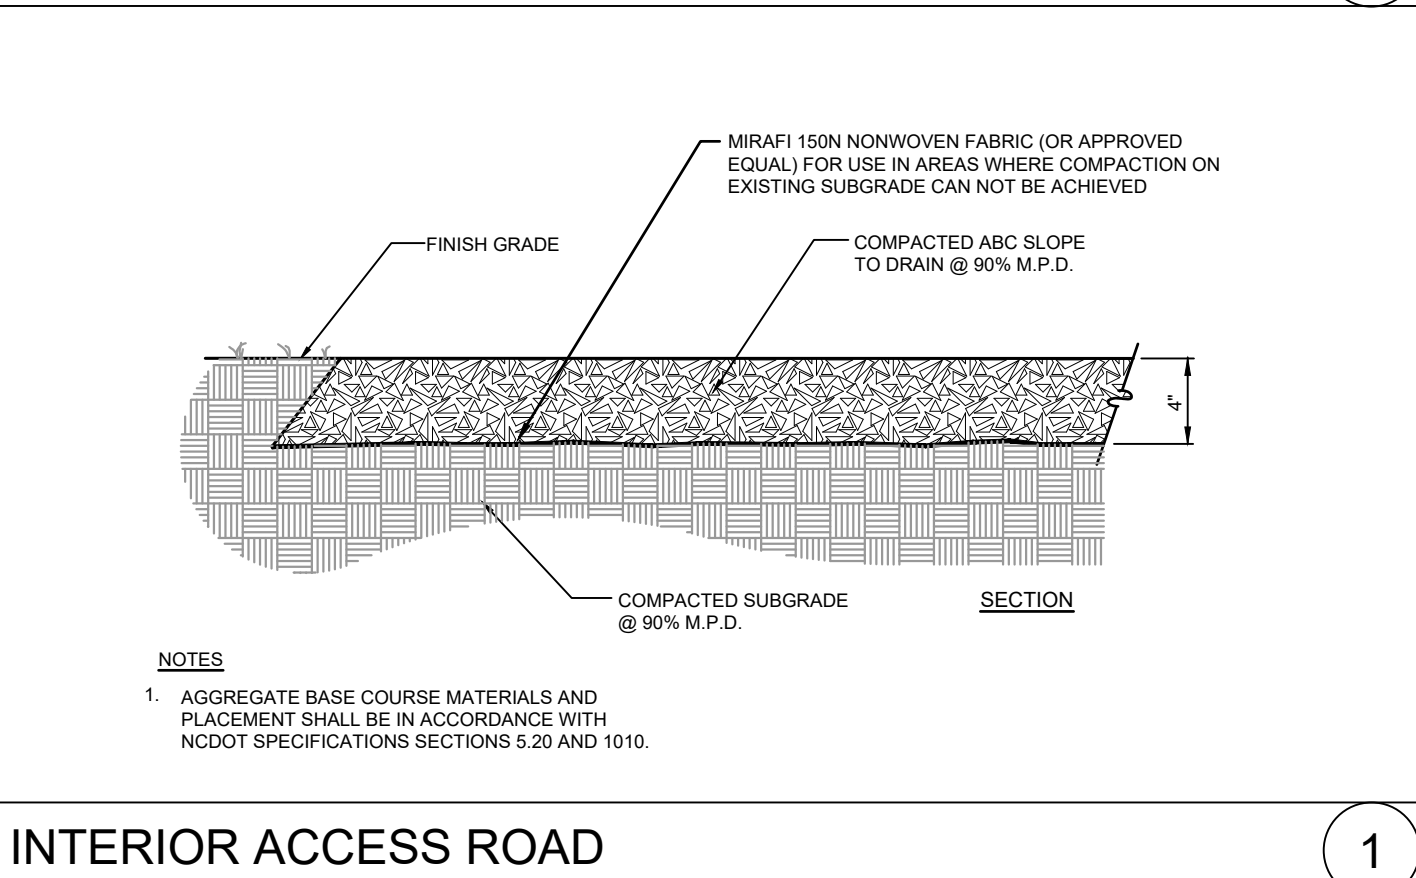 MIRAFI 150N NONWOVEN FABRIC (OR APPROVED
EQUAL) FOR USE IN AREAS WHERE COMPACTION ON
EXISTING SUBGRADE CAN NOT BE ACHIEVED
FINISH GRADE
COMPACTED ABC SLOPE
TO DRAIN @ 90% M.P.D.
4"
COMPACTED SUBGRADE
@ 90% M.P.D.
SECTION
NOTES
1. AGGREGATE BASE COURSE MATERIALS AND
PLACEMENT SHALL BE IN ACCORDANCE WITH
NCDOT SPECIFICATIONS SECTIONS 5.20 AND 1010.
INTERIOR ACCESS ROAD
1